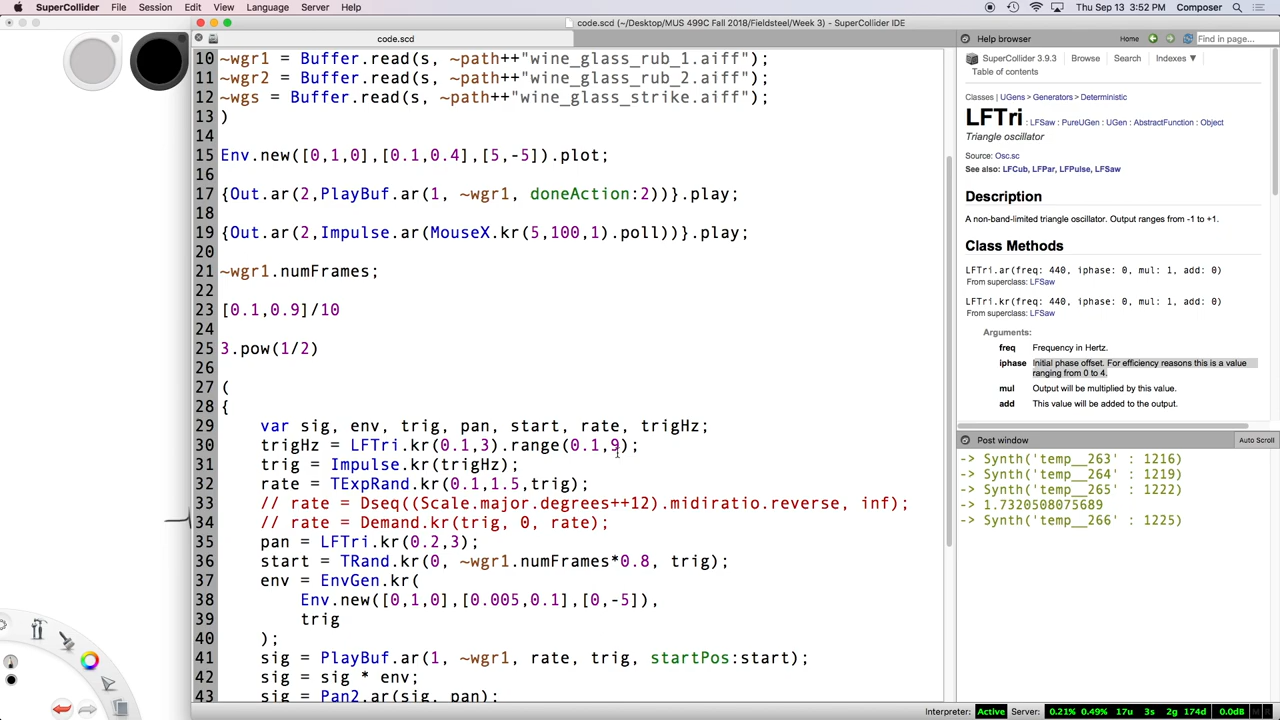 SuperCollider File Session Edit View Language Server Help Thu Sep 13 3:52 PM Composer
code.scd (~/Desktop/MUS 499C Fall 2018/Fieldsteel/Week 3) - SuperCollider IDE
code.scd
10 ~wgr1 = Buffer.read(s, ~path++"wine_glass_rub_1.aiff");
11 ~wgr2 = Buffer.read(s, ~path++"wine_glass_rub_2.aiff");
12 ~wgs = Buffer.read(s, ~path++"wine_glass_strike.aiff");
13 )
14
15 Env.new([0,1,0],[0.1,0.4],[5,-5]).plot;
16
17 {Out.ar(2,PlayBuf.ar(1, ~wgr1, doneAction:2))}.play;
18
19 {Out.ar(2,Impulse.ar(MouseX.kr(5,100,1).poll))}.play;
20
21 ~wgr1.numFrames;
22
23 [0.1,0.9]/10
24
25 3.pow(1/2)
26
27 (
28 {
29 var sig, env, trig, pan, start, rate, trigHz;
30 trigHz = LFTri.kr(0.1,3).range(0.1,9);
31 trig = Impulse.kr(trigHz);
32 rate = TExpRand.kr(0.1,1.5,trig);
33 // rate = Dseq((Scale.major.degrees++12).midiratio.reverse, inf);
34 // rate = Demand.kr(trig, 0, rate);
35 pan = LFTri.kr(0.2,3);
36 start = TRand.kr(0, ~wgr1.numFrames*0.8, trig);
37 env = EnvGen.kr(
38 Env.new([0,1,0],[0.005,0.1],[0,-5]),
39 trig
40 );
41 sig = PlayBuf.ar(1, ~wgr1, rate, trig, startPos:start);
42 sig = sig * env;
43 sig = Pan2.ar(sig, pan);
Help browser Home Find in page...
SuperCollider 3.9.3 Browse Search Indexes ▼
Table of contents
Classes | UGens > Generators > Deterministic
LFTri : LFSaw : PureUGen : UGen : AbstractFunction : Object
Triangle oscillator
Source: Osc.sc
See also: LFCub, LFPar, LFPulse, LFSaw
Description
A non-band-limited triangle oscillator. Output ranges from -1 to +1.
Class Methods
LFTri.ar(freq: 440, iphase: 0, mul: 1, add: 0)
From superclass: LFSaw
LFTri.kr(freq: 440, iphase: 0, mul: 1, add: 0)
From superclass: LFSaw
Arguments:
freq Frequency in Hertz.
iphase Initial phase offset. For efficiency reasons this is a value
ranging from 0 to 4.
mul Output will be multiplied by this value.
add This value will be added to the output.
Post window Auto Scroll
-> Synth('temp__263' : 1216)
-> Synth('temp__264' : 1219)
-> Synth('temp__265' : 1222)
-> 1.7320508075689
-> Synth('temp__266' : 1225)
Interpreter: Active Server: 0.21% 0.49% 17u 3s 2g 174d 0.0dB M R